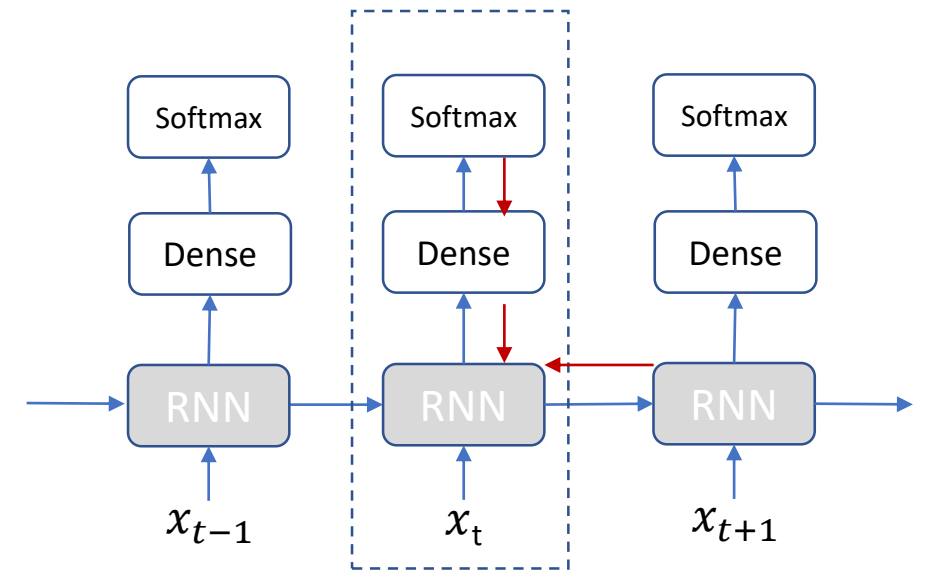 Softmax Softmax Softmax
Dense Dense Dense
RNN RNN RNN
x_{t-1} x_t x_{t+1}